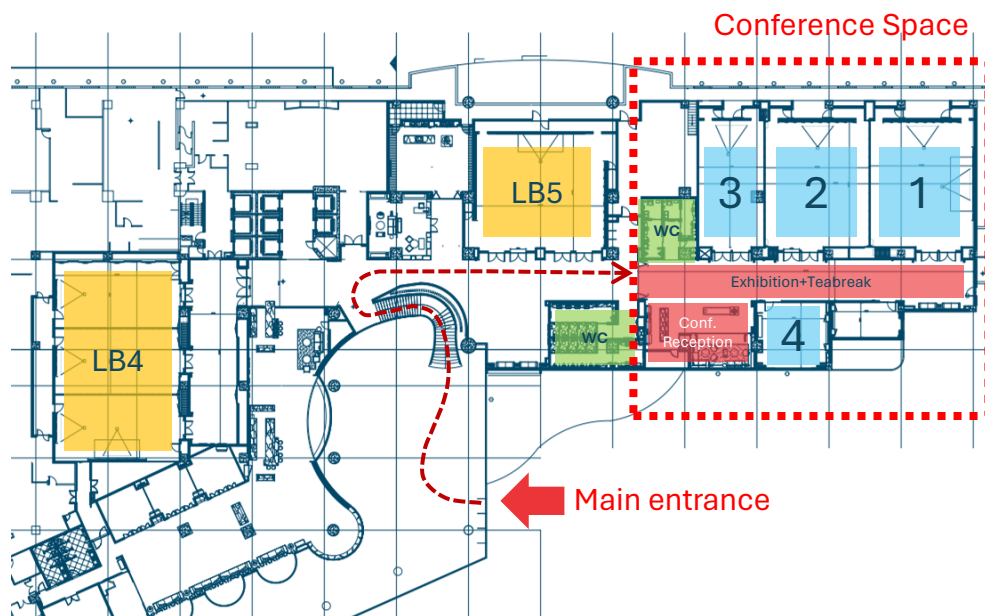 Conference Space
LB5
3
2
1
WC
Exhibition+Teabreak
LB4
WC
Conf.
Reception
4
Main entrance